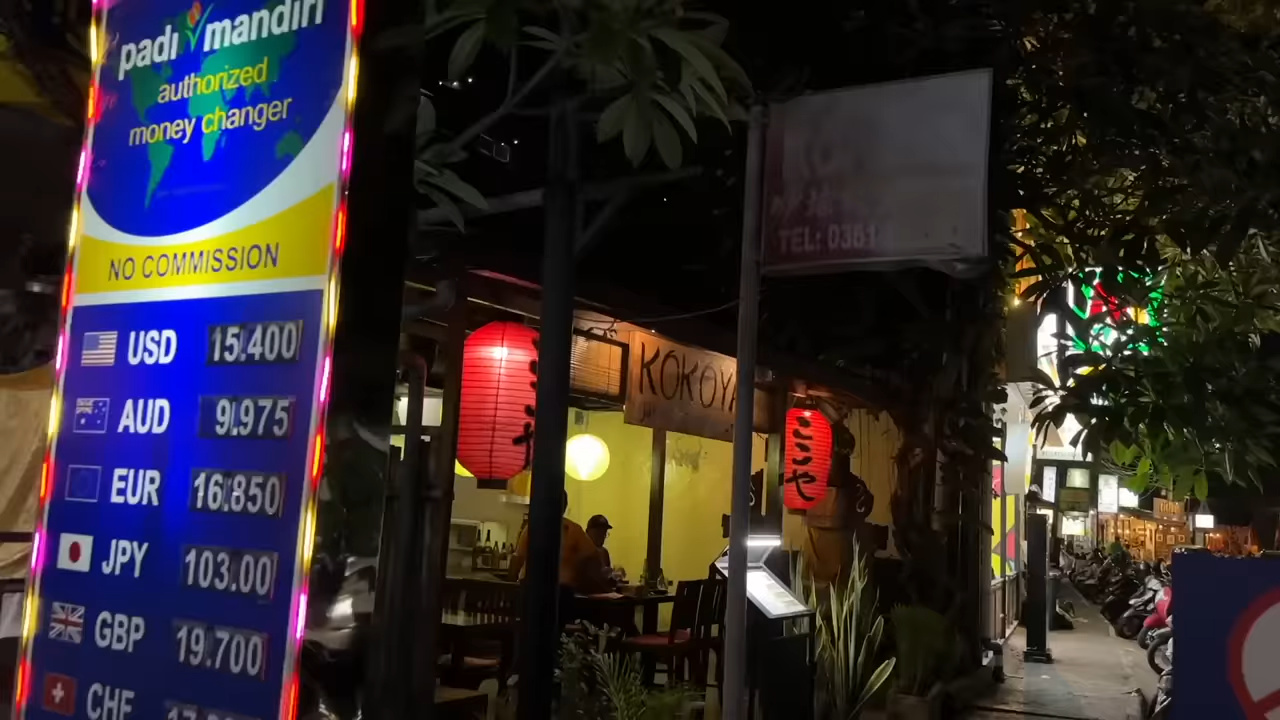 padi mandiri
authorized
money changer
NO COMMISSION
USD 15.400
AUD 9.975
EUR 16.850
JPY 103.00
GBP 19.700
CHF
TEL: 0361
KOKOYA
ここや